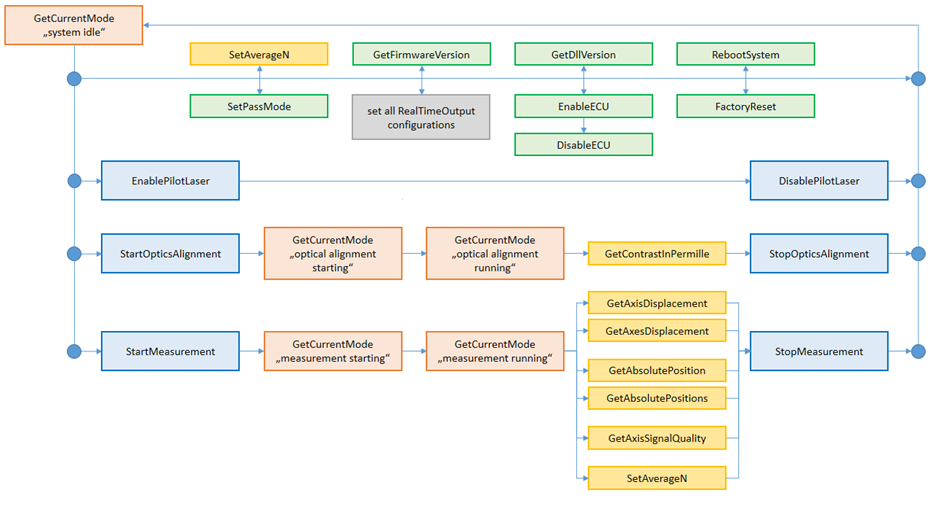 GetCurrentMode
„system idle“
SetAverageN
GetFirmwareVersion
GetDllVersion
RebootSystem
SetPassMode
set all RealTimeOutput
configurations
EnableECU
FactoryReset
DisableECU
EnablePilotLaser
DisablePilotLaser
StartOpticsAlignment
GetCurrentMode
„optical alignment
starting“
GetCurrentMode
„optical alignment
running“
GetContrastInPermille
StopOpticsAlignment
StartMeasurement
GetCurrentMode
„measurement starting“
GetCurrentMode
„measurement running“
GetAxisDisplacement
GetAxesDisplacement
GetAbsolutePosition
GetAbsolutePositions
GetAxisSignalQuality
SetAverageN
StopMeasurement